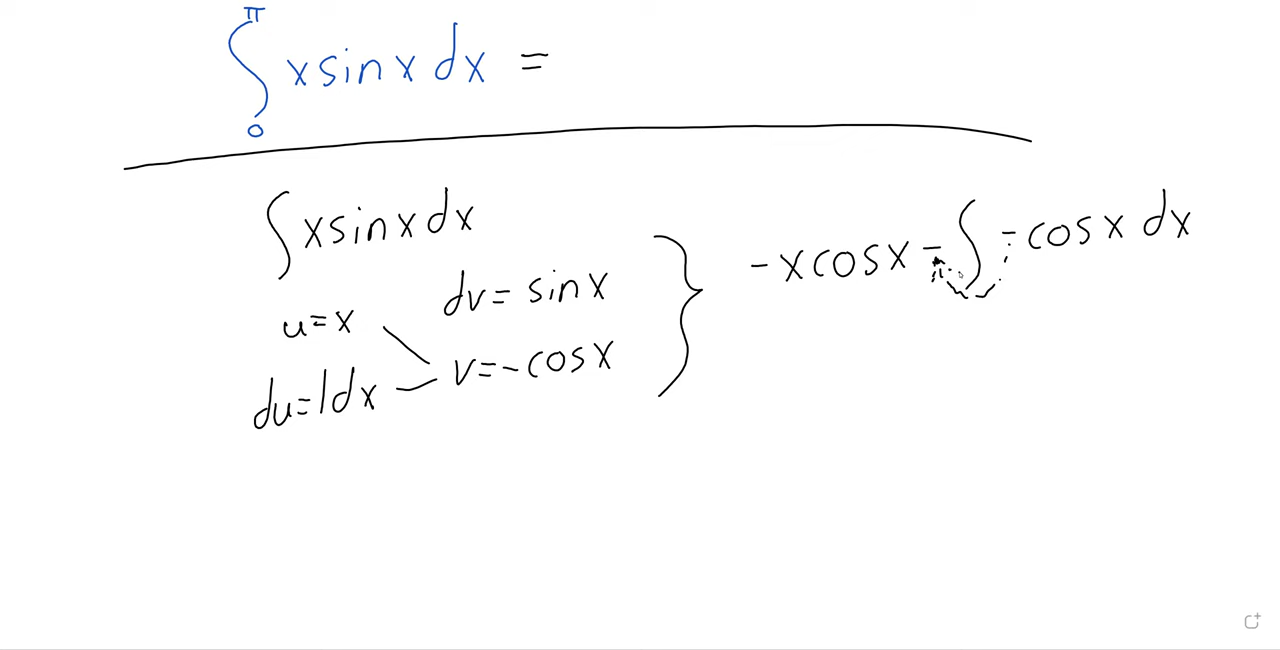 ∫₀^π x sin x dx =
∫ x sin x dx
-x cos x - ∫ -cos x dx
u = x
dv = sin x
du = 1dx
v = -cos x